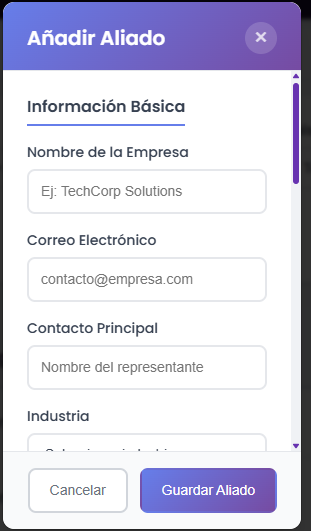 Añadir Aliado
Información Básica
Nombre de la Empresa
Ej: TechCorp Solutions
Correo Electrónico
contacto@empresa.com
Contacto Principal
Nombre del representante
Industria
Cancelar
Guardar Aliado